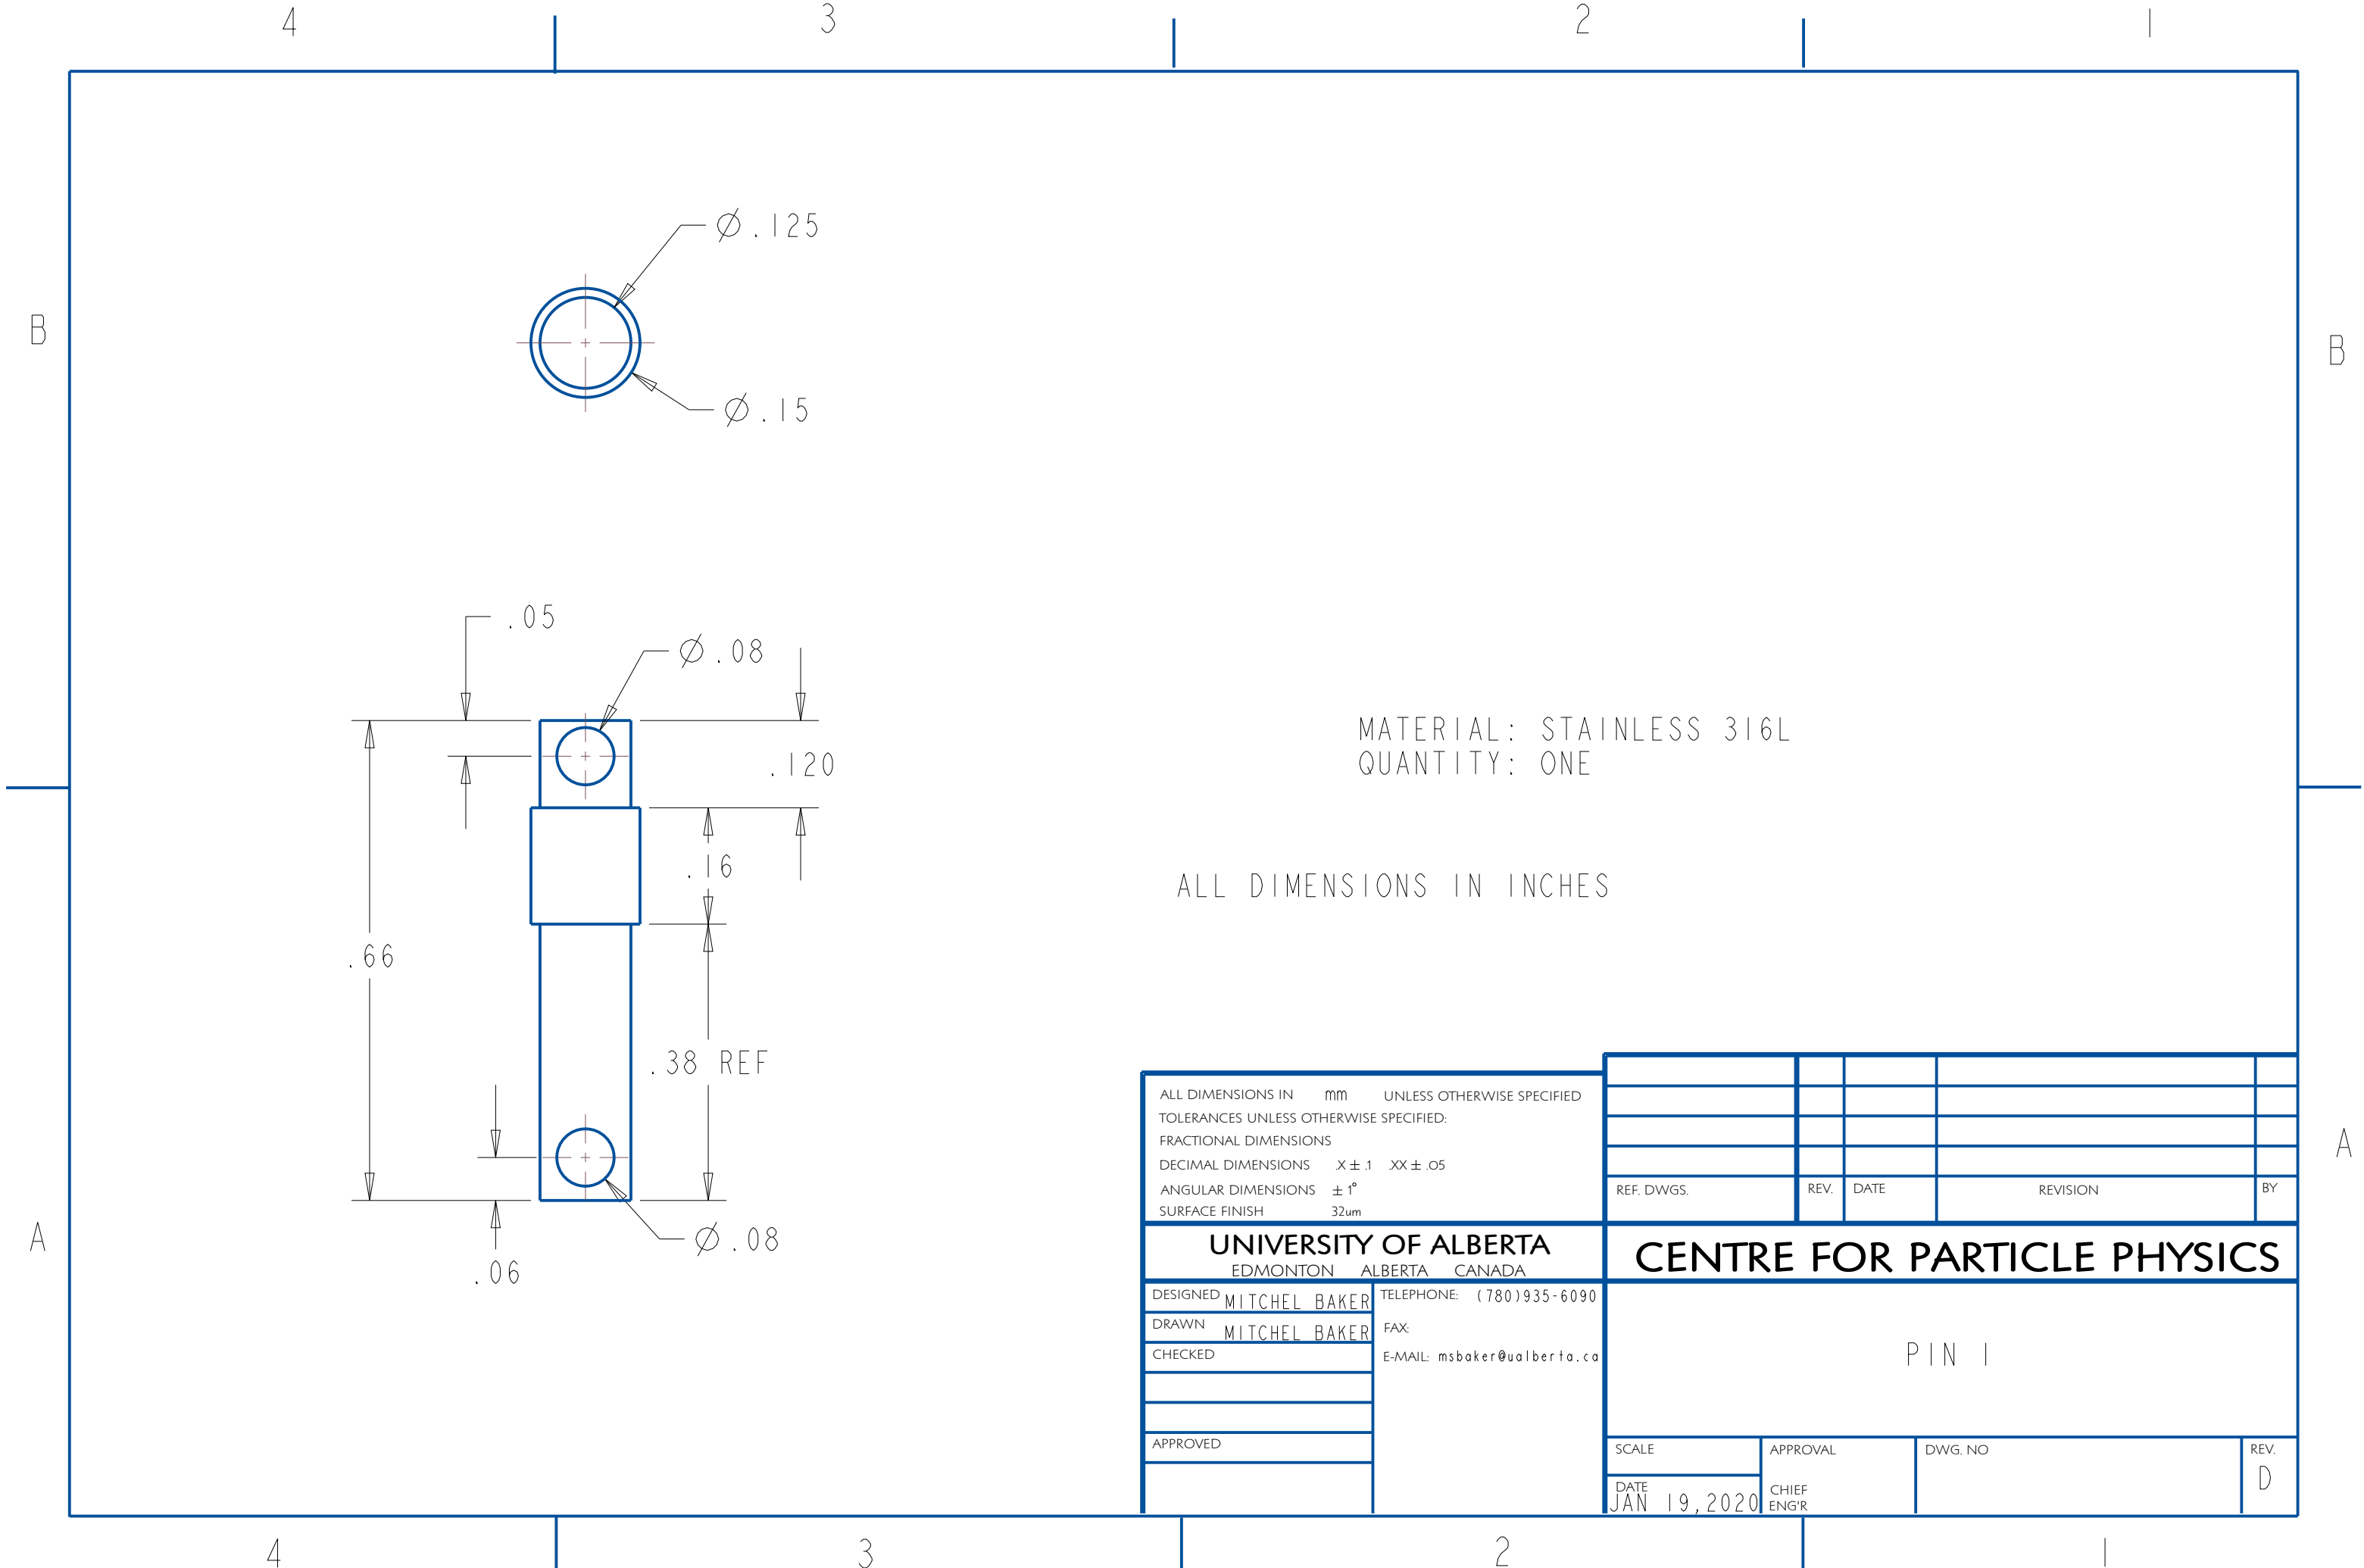 4 3 2 1
B B
Ø.125
Ø.15
.05
Ø.08
.120
.16
.66
.38 REF
.06
Ø.08
MATERIAL: STAINLESS 316L
QUANTITY: ONE
ALL DIMENSIONS IN INCHES
A A
ALL DIMENSIONS IN mm UNLESS OTHERWISE SPECIFIED
TOLERANCES UNLESS OTHERWISE SPECIFIED:
FRACTIONAL DIMENSIONS
DECIMAL DIMENSIONS .X ± .1 .XX ± .05
ANGULAR DIMENSIONS ± 1°
SURFACE FINISH 32um
REF. DWGS. REV. DATE REVISION BY
UNIVERSITY OF ALBERTA
EDMONTON ALBERTA CANADA
CENTRE FOR PARTICLE PHYSICS
DESIGNED MITCHEL BAKER
DRAWN MITCHEL BAKER
CHECKED
APPROVED
TELEPHONE: (780)935-6090
FAX:
E-MAIL: msbaker@ualberta.ca
PIN 1
SCALE
DATE
JAN 19,2020
APPROVAL
CHIEF
ENG'R
DWG. NO
REV.
D
4 3 2 1